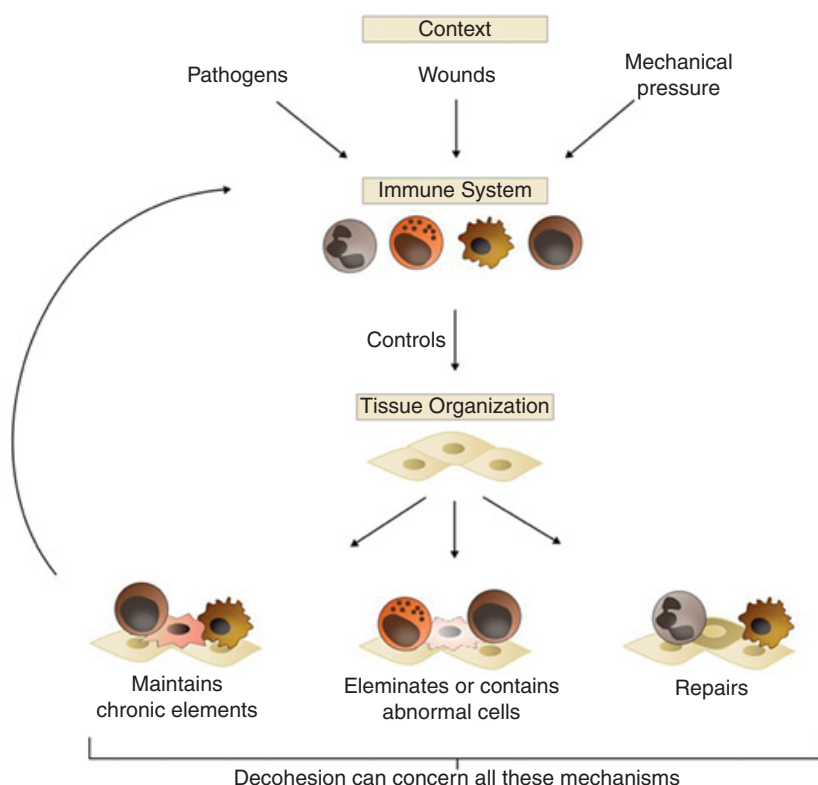 Context
Pathogens
Wounds
Mechanical
pressure
Immune System
Controls
Tissue Organization
Maintains
chronic elements
Eleminates or contains
abnormal cells
Repairs
Decohesion can concern all these mechanisms